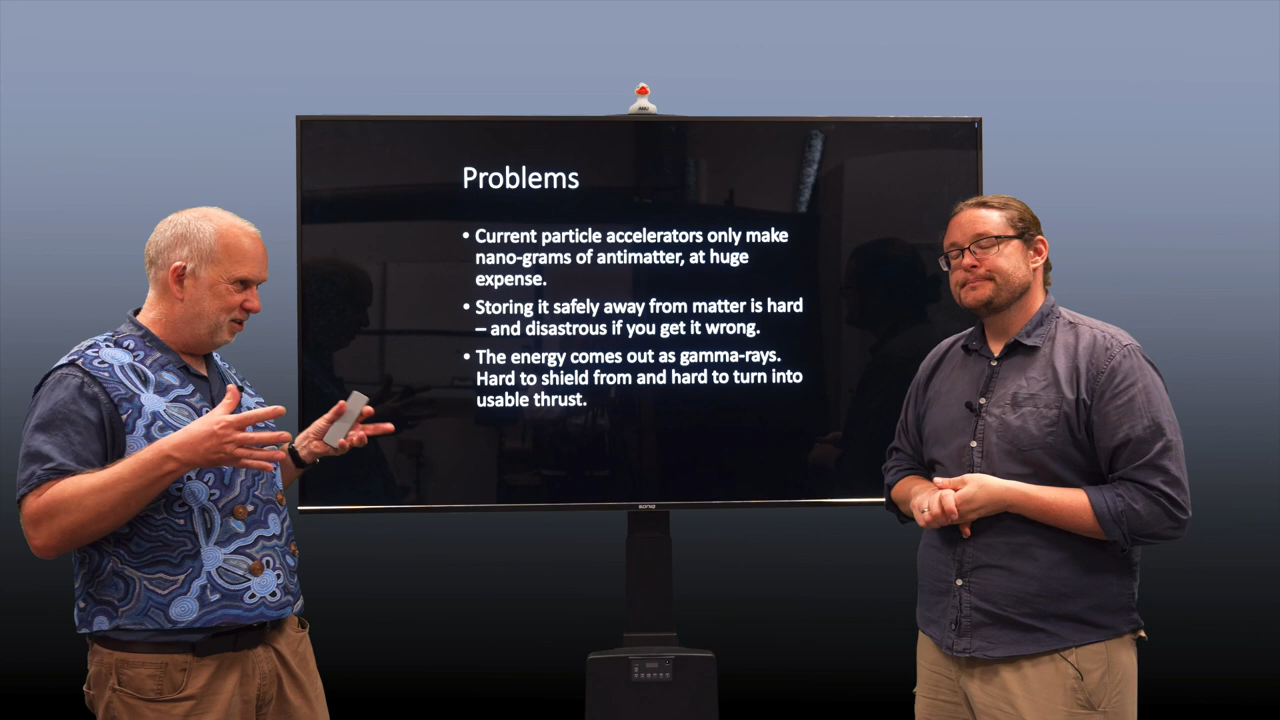 Problems
• Current particle accelerators only make
nano-grams of antimatter, at huge
expense.
• Storing it safely away from matter is hard
– and disastrous if you get it wrong.
• The energy comes out as gamma-rays.
Hard to shield from and hard to turn into
usable thrust.
soniq